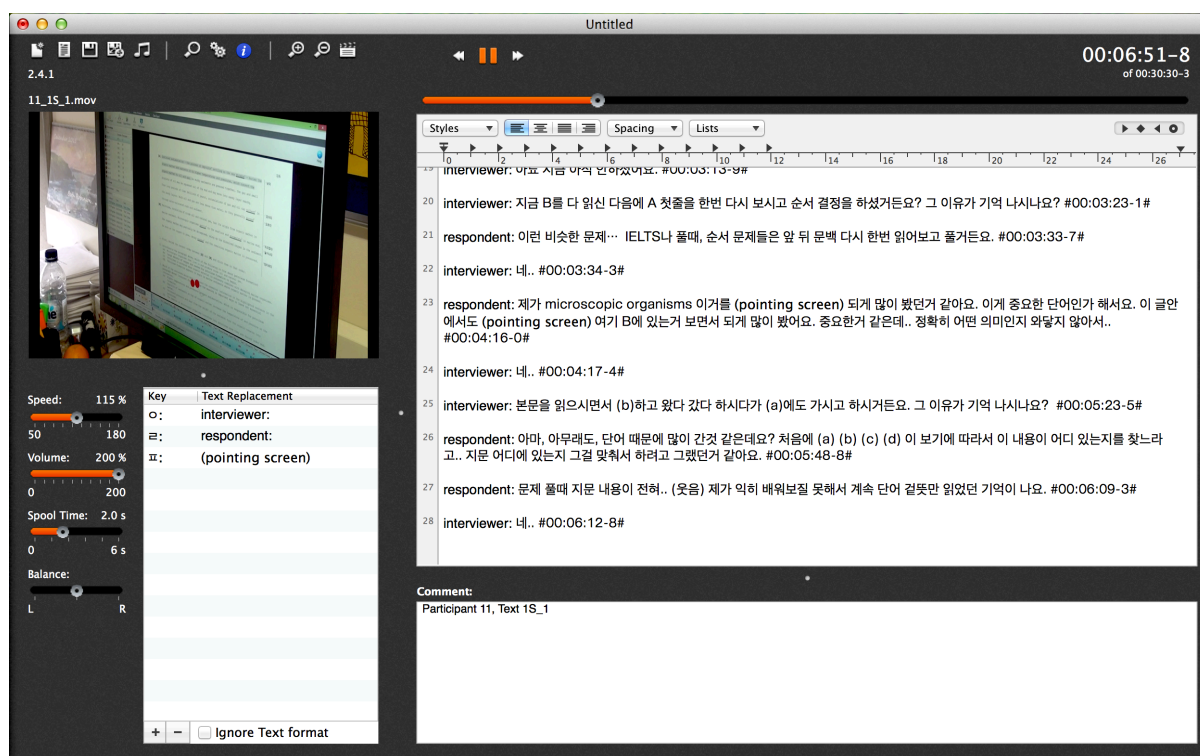 Untitled
2.4.1
00:06:51-8
of 00:30:30-3
11_1S_1.mov
Styles Spacing Lists
0 2 4 6 8 10 12 14 16 18 20 22 24 26
19 interviewer: 아뇨 지금 아직 안하셨어요. #00:03:13-9#
20 interviewer: 지금 B를 다 읽신 다음에 A 첫줄을 한번 다시 보시고 순서 결정을 하셨거든요? 그 이유가 기억 나시나요? #00:03:23-1#
21 respondent: 이런 비슷한 문제… IELTS나 풀때, 순서 문제들은 앞 뒤 문백 다시 한번 읽어보고 풀거든요. #00:03:33-7#
22 interviewer: 네.. #00:03:34-3#
23 respondent: 제가 microscopic organisms 이거를 (pointing screen) 되게 많이 봤던거 같아요. 이게 중요한 단어인가 해서요. 이 글안
에서도 (pointing screen) 여기 B에 있는거 보면서 되게 많이 봤어요. 중요한거 같은데.. 정확히 어떤 의미인지 와닿지 않아서..
#00:04:16-0#
24 interviewer: 네.. #00:04:17-4#
25 interviewer: 본문을 읽으시면서 (b)하고 왔다 갔다 하시다가 (a)에도 가시고 하시거든요. 그 이유가 기억 나시나요? #00:05:23-5#
26 respondent: 아마, 아무래도, 단어 때문에 많이 간것 같은데요? 처음에 (a) (b) (c) (d) 이 보기에 따라서 이 내용이 어디 있는지를 찾느라
고.. 지문 어디에 있는지 그걸 맞춰서 하려고 그랬던거 같아요. #00:05:48-8#
27 respondent: 문제 풀때 지문 내용이 전혀.. (웃음) 제가 익히 배워보질 못해서 계속 단어 겉뜻만 읽었던 기억이 나요. #00:06:09-3#
28 interviewer: 네.. #00:06:12-8#
Speed: 115 %
50 180
Volume: 200 %
0 200
Spool Time: 2.0 s
0 6 s
Balance:
L R
Key Text Replacement
ㅇ: interviewer:
ㄹ: respondent:
ㅍ: (pointing screen)
+ − Ignore Text format
Comment:
Participant 11, Text 1S_1